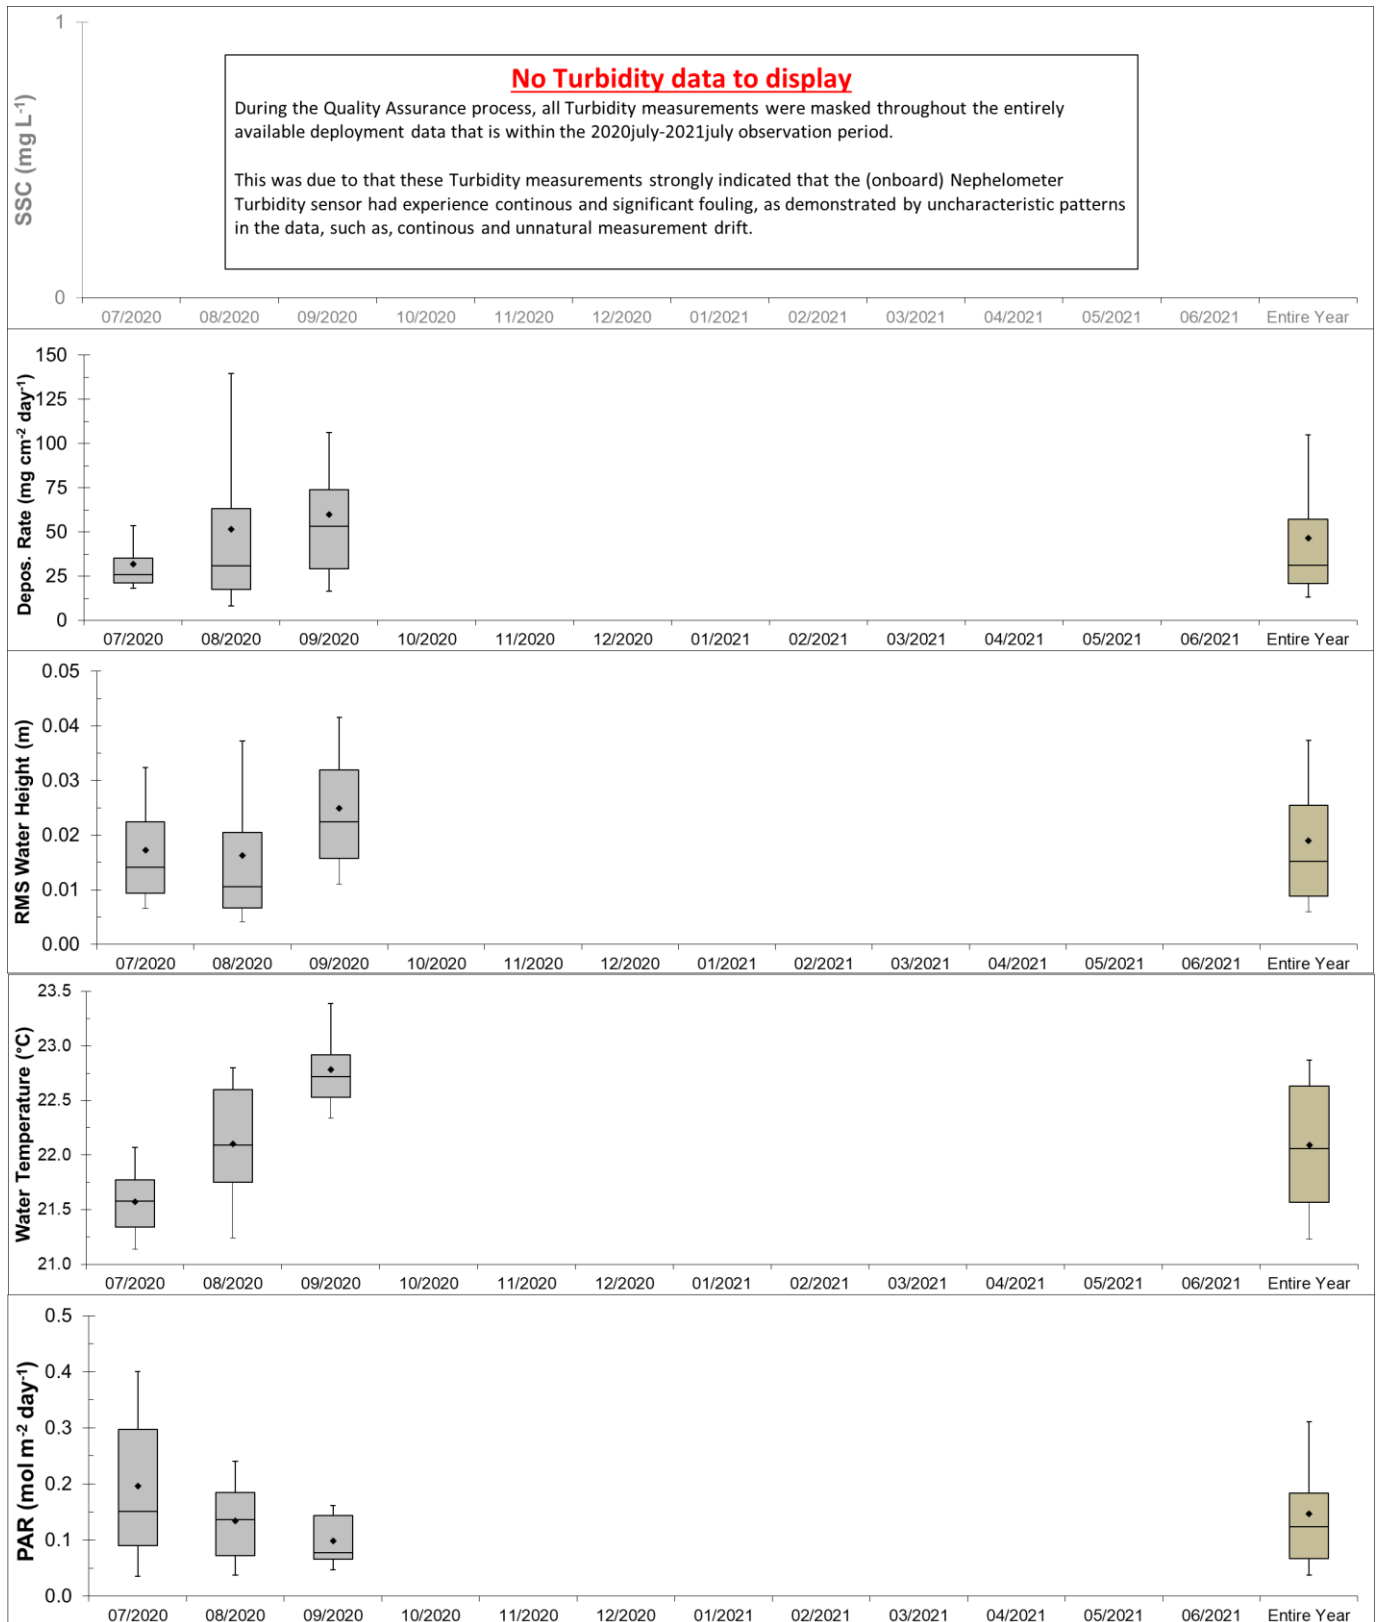 1
SSC (mg L-1)
0
No Turbidity data to display
During the Quality Assurance process, all Turbidity measurements were masked throughout the entirely
available deployment data that is within the 2020july-2021july observation period.
This was due to that these Turbidity measurements strongly indicated that the (onboard) Nephelometer
Turbidity sensor had experience continous and significant fouling, as demonstrated by uncharacteristic patterns
in the data, such as, continous and unnatural measurement drift.
07/2020 08/2020 09/2020 10/2020 11/2020 12/2020 01/2021 02/2021 03/2021 04/2021 05/2021 06/2021 Entire Year
Depos. Rate (mg cm-2 day-1)
150
125
100
75
50
25
0
07/2020 08/2020 09/2020 10/2020 11/2020 12/2020 01/2021 02/2021 03/2021 04/2021 05/2021 06/2021 Entire Year
RMS Water Height (m)
0.05
0.04
0.03
0.02
0.01
0.00
07/2020 08/2020 09/2020 10/2020 11/2020 12/2020 01/2021 02/2021 03/2021 04/2021 05/2021 06/2021 Entire Year
Water Temperature (°C)
23.5
23.0
22.5
22.0
21.5
21.0
07/2020 08/2020 09/2020 10/2020 11/2020 12/2020 01/2021 02/2021 03/2021 04/2021 05/2021 06/2021 Entire Year
PAR (mol m-2 day-1)
0.5
0.4
0.3
0.2
0.1
0.0
07/2020 08/2020 09/2020 10/2020 11/2020 12/2020 01/2021 02/2021 03/2021 04/2021 05/2021 06/2021 Entire Year